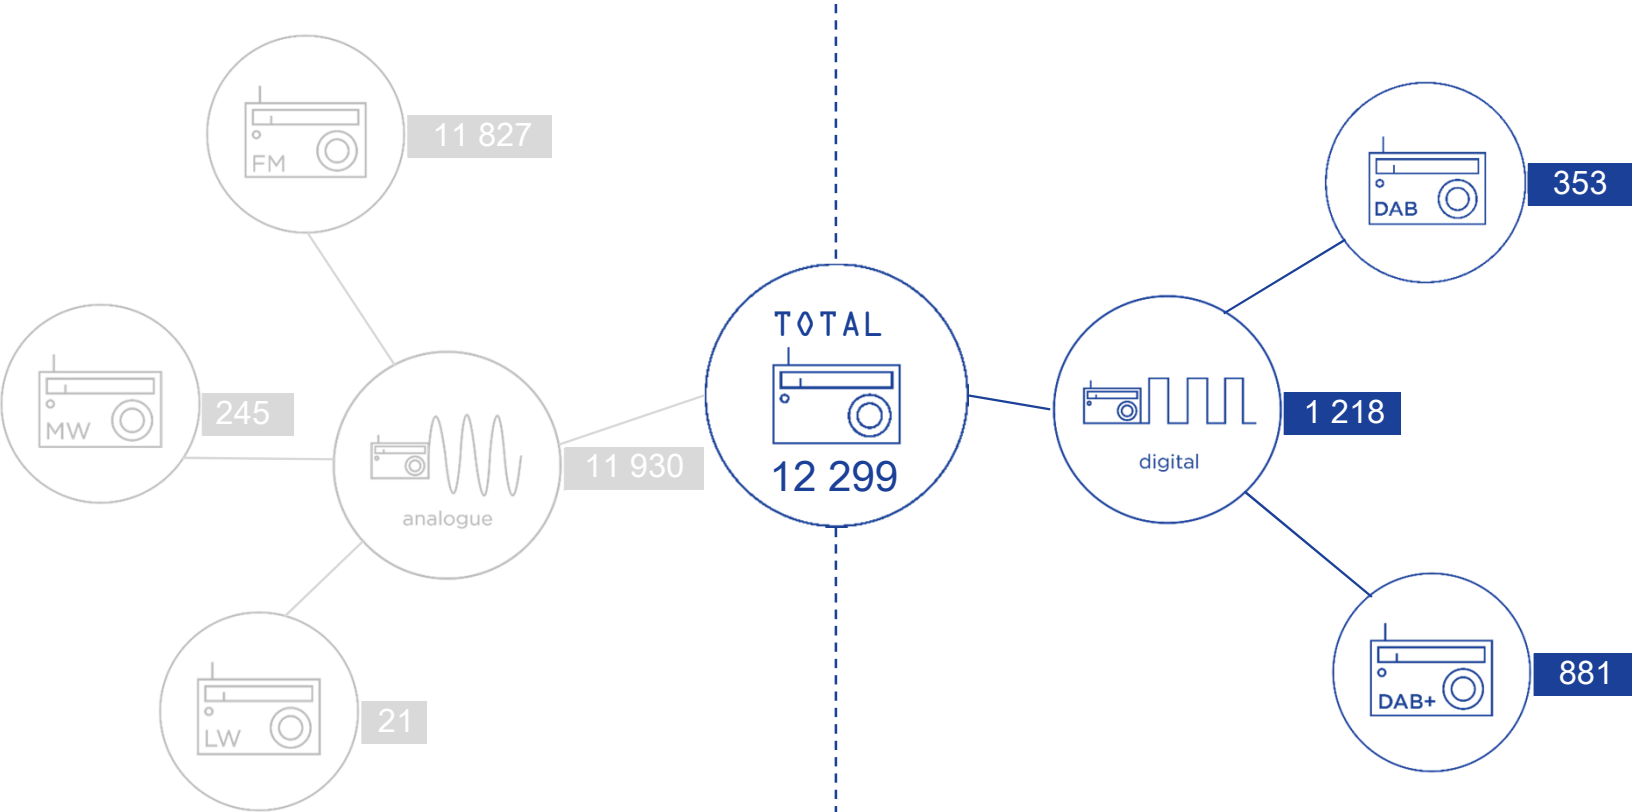 FM
11 827
MW
245
analogue
11 930
LW
21
TOTAL
12 299
digital
1 218
DAB
353
DAB+
881